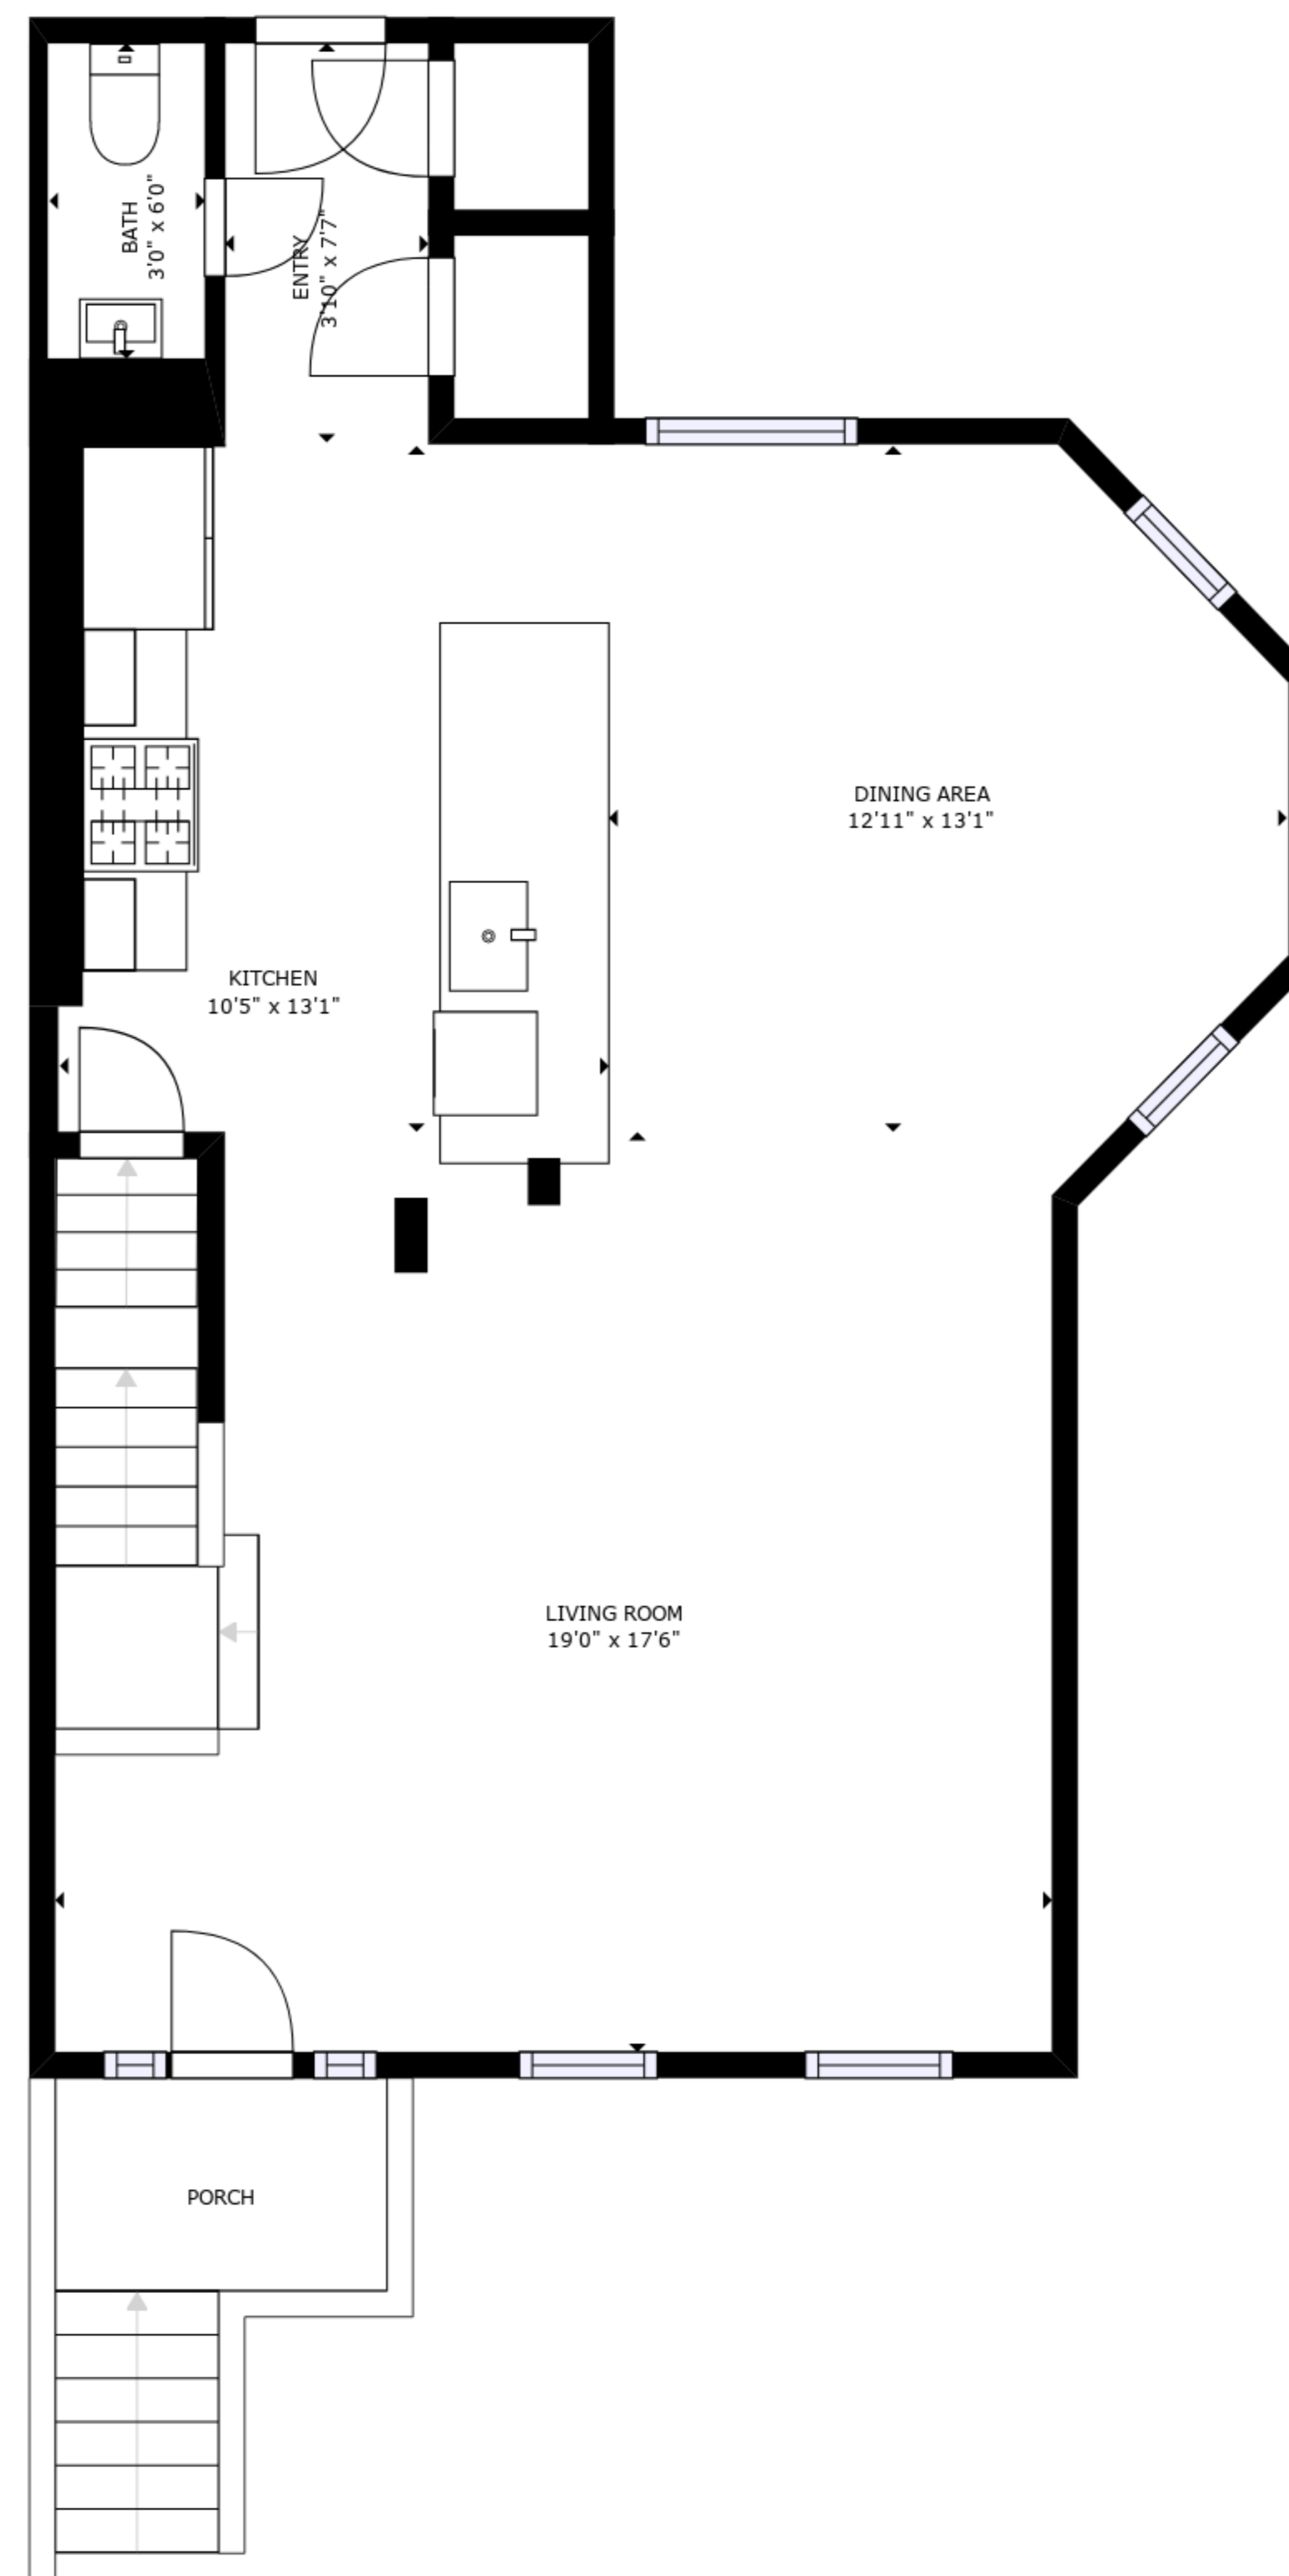 BATH
3'0" x 6'0"
ENTRY
3'10" x 7'7"
DINING AREA
12'11" x 13'1"
KITCHEN
10'5" x 13'1"
LIVING ROOM
19'0" x 17'6"
PORCH